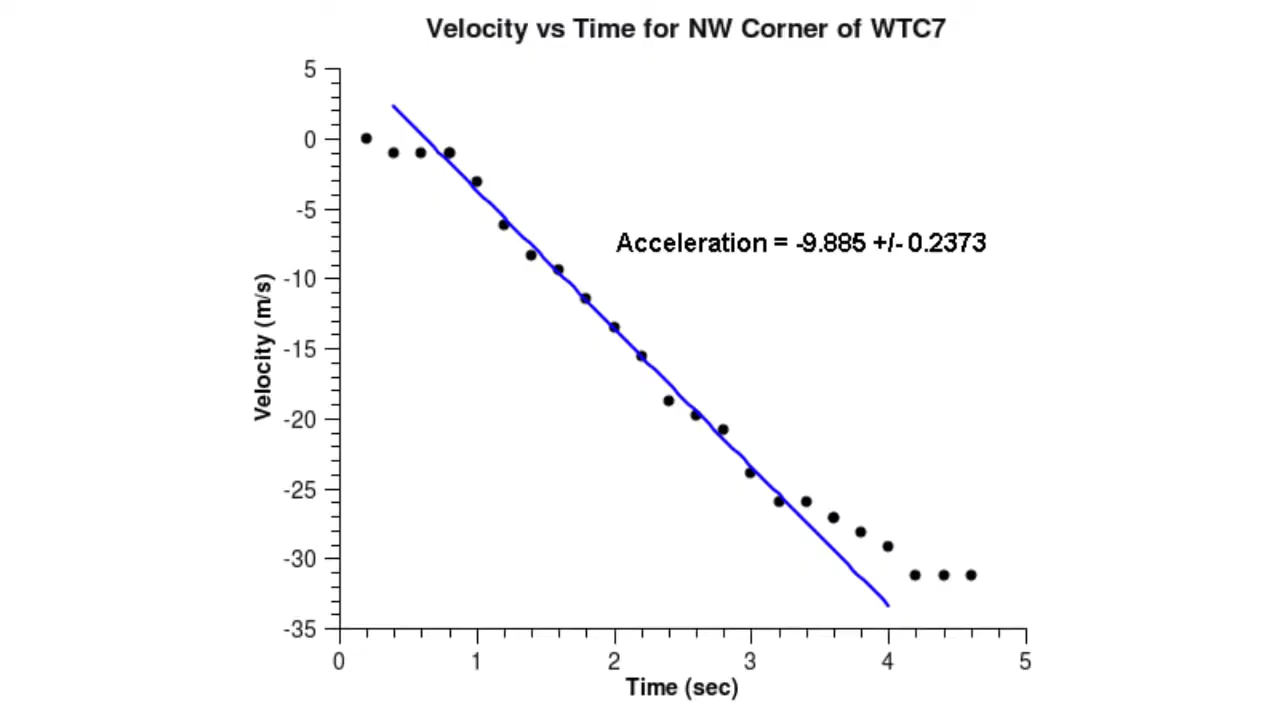 Velocity vs Time for NW Corner of WTC7
5
0
-5
Acceleration = -9.885 +/- 0.2373
-10
-15
-20
-25
-30
-35
Velocity (m/s)
0 1 2 3 4 5
Time (sec)